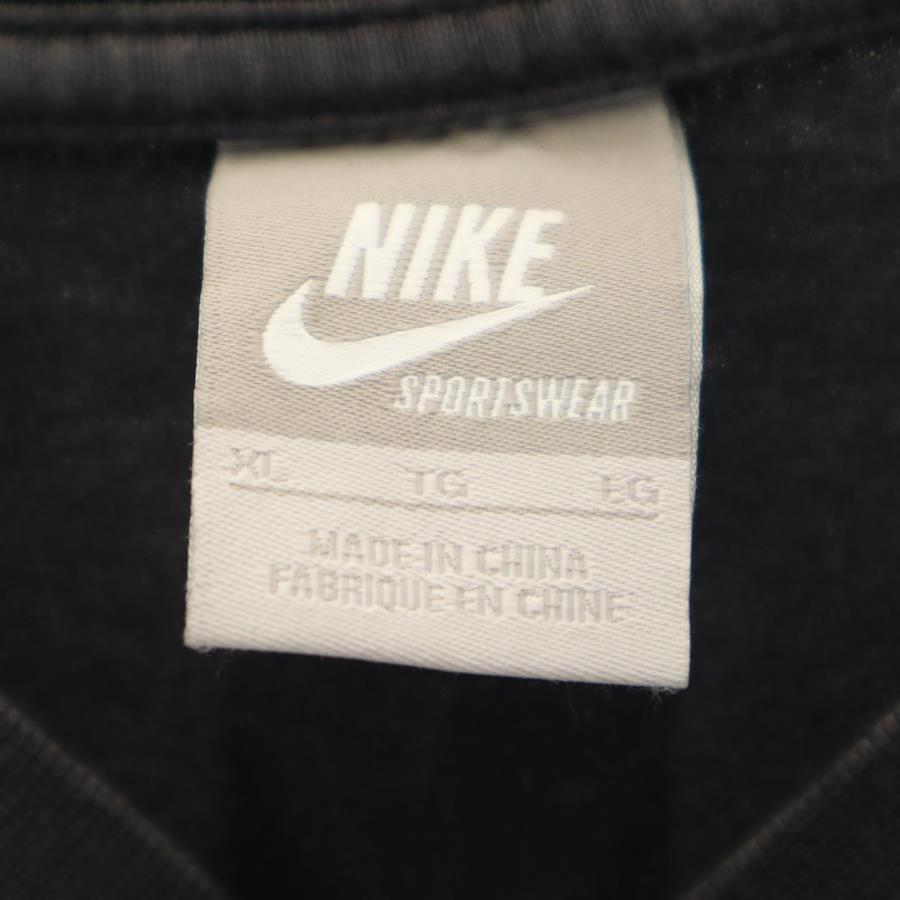 NIKE
SPORTSWEAR
XL TG EG
MADE IN CHINA
FABRIQUE EN CHINE